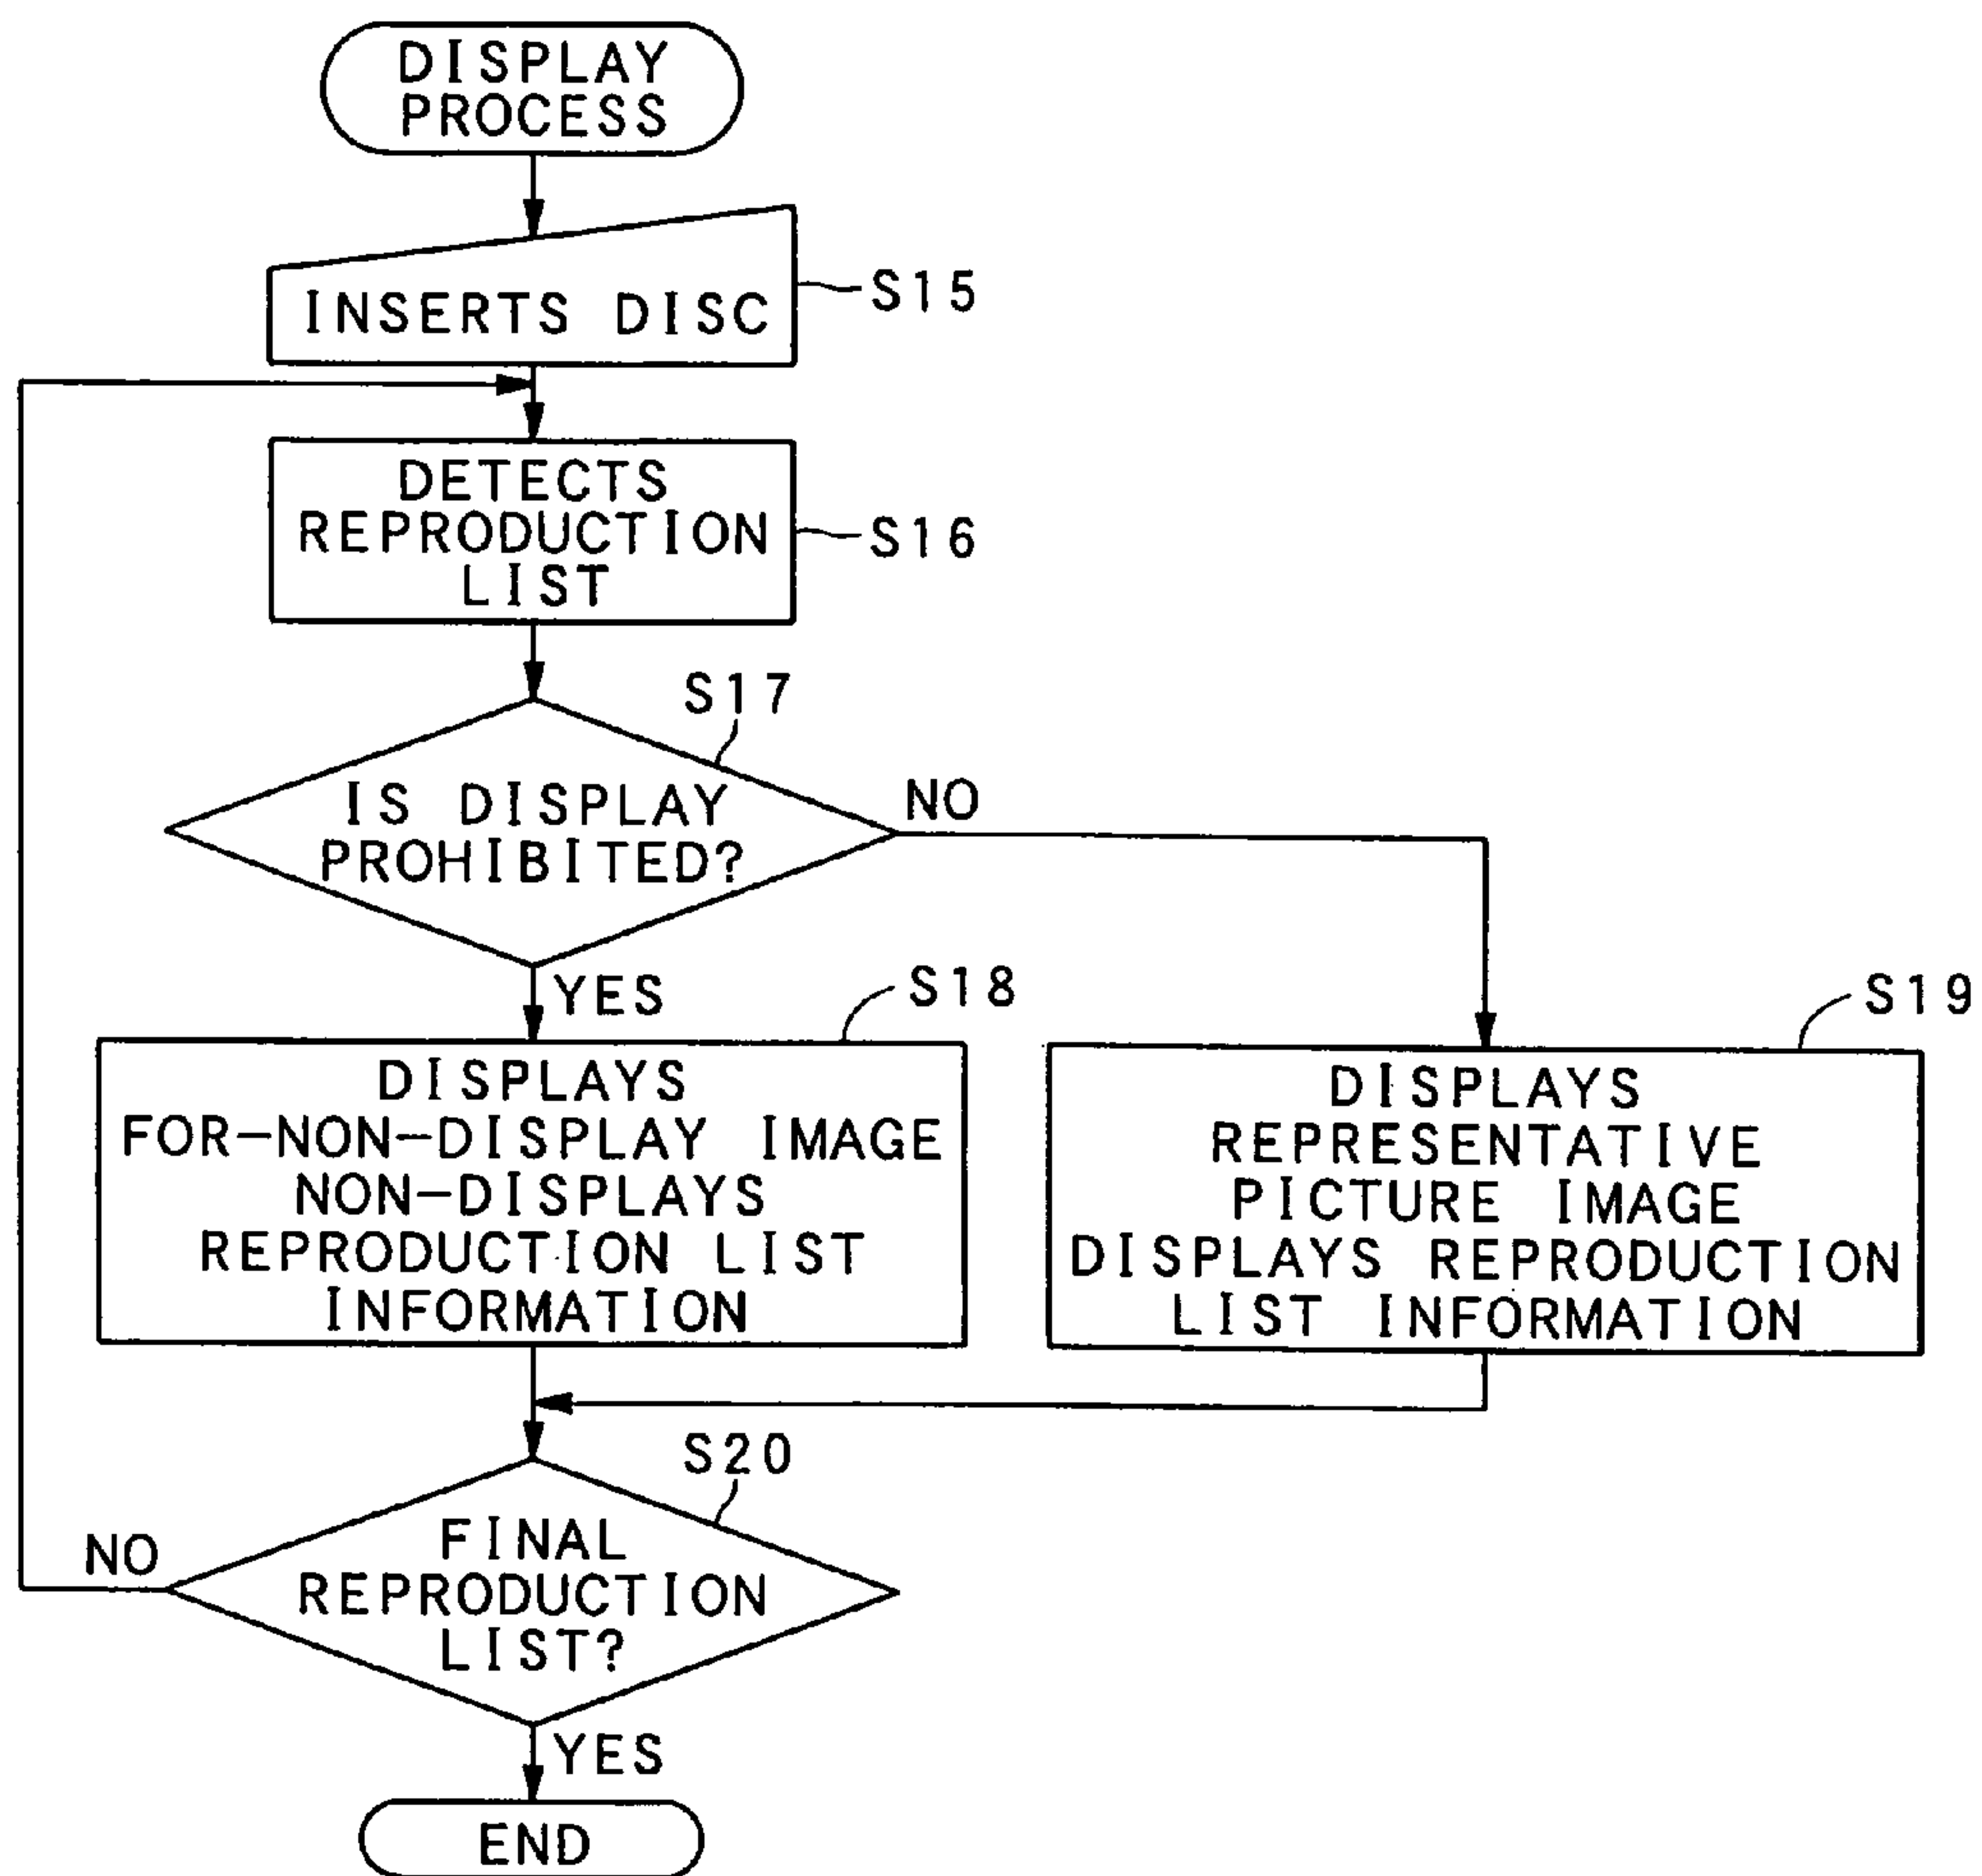 DISPLAY
PROCESS
INSERTS DISC
S15
DETECTS
REPRODUCTION
LIST
S16
S17
IS DISPLAY
PROHIBITED?
NO
YES
S18
DISPLAYS
FOR-NON-DISPLAY IMAGE
NON-DISPLAYS
REPRODUCTION LIST
INFORMATION
S19
DISPLAYS
REPRESENTATIVE
PICTURE IMAGE
DISPLAYS REPRODUCTION
LIST INFORMATION
S20
FINAL
REPRODUCTION
LIST?
NO
YES
END